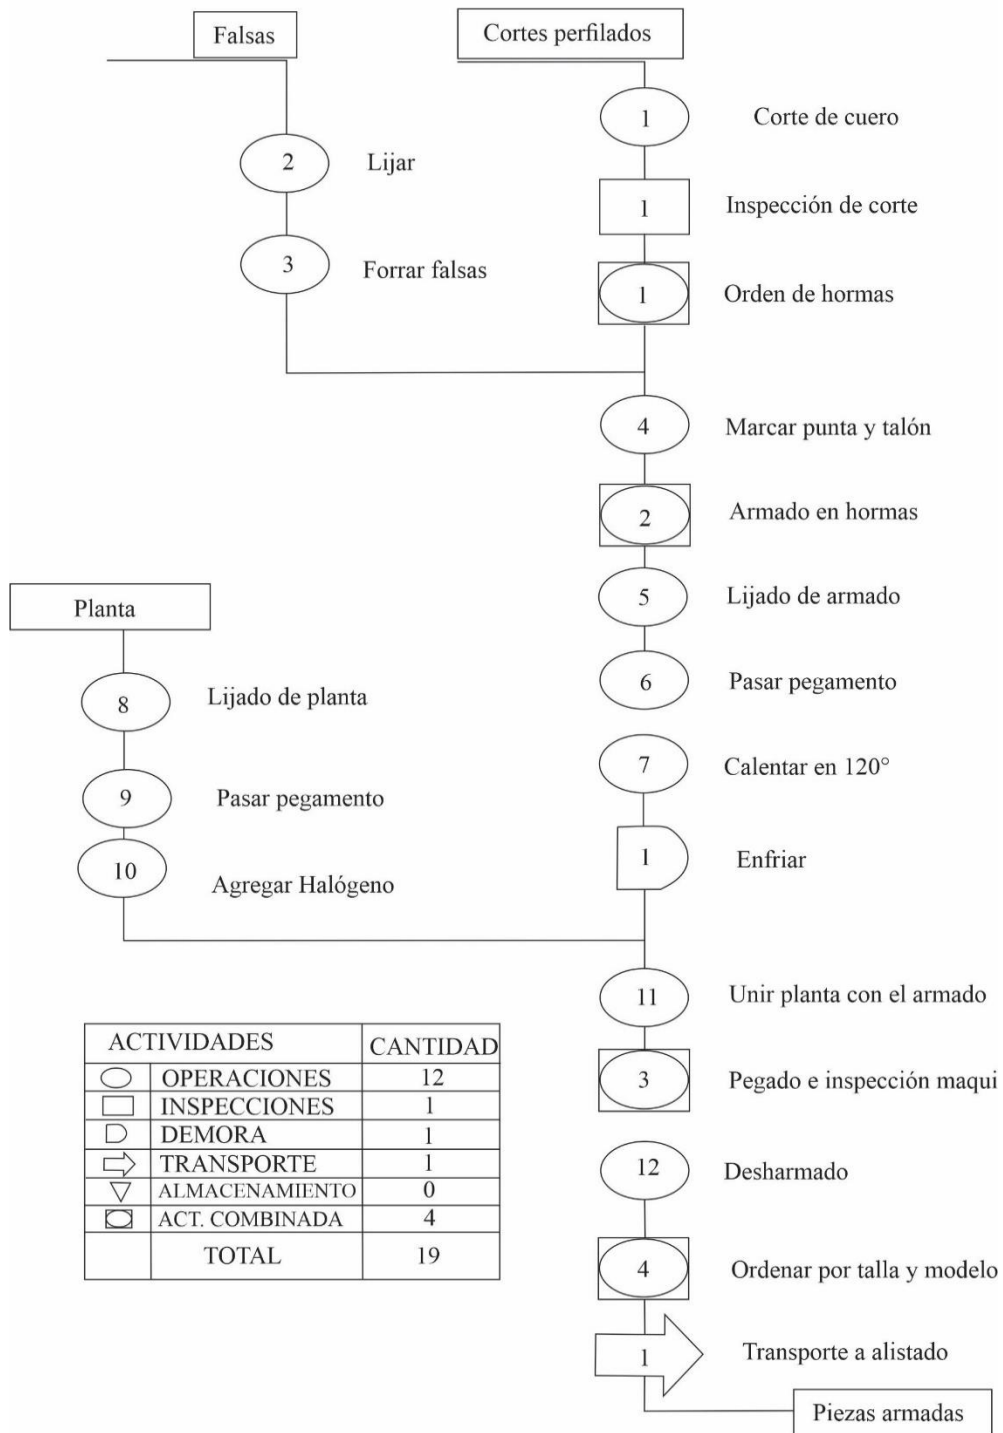 Falsas
Cortes perfilados
1 Corte de cuero
2 Lijar
1 Inspección de corte
3 Forrar falsas
1 Orden de hormas
4 Marcar punta y talón
2 Armado en hormas
5 Lijado de armado
Planta
6 Pasar pegamento
8 Lijado de planta
7 Calentar en 120°
9 Pasar pegamento
1 Enfriar
10 Agregar Halógeno
11 Unir planta con el armado
3 Pegado e inspección maqui
12 Desharmado
4 Ordenar por talla y modelo
1 Transporte a alistado
Piezas armadas
ACTIVIDADES CANTIDAD
OPERACIONES 12
INSPECCIONES 1
DEMORA 1
TRANSPORTE 1
ALMACENAMIENTO 0
ACT. COMBINADA 4
TOTAL 19